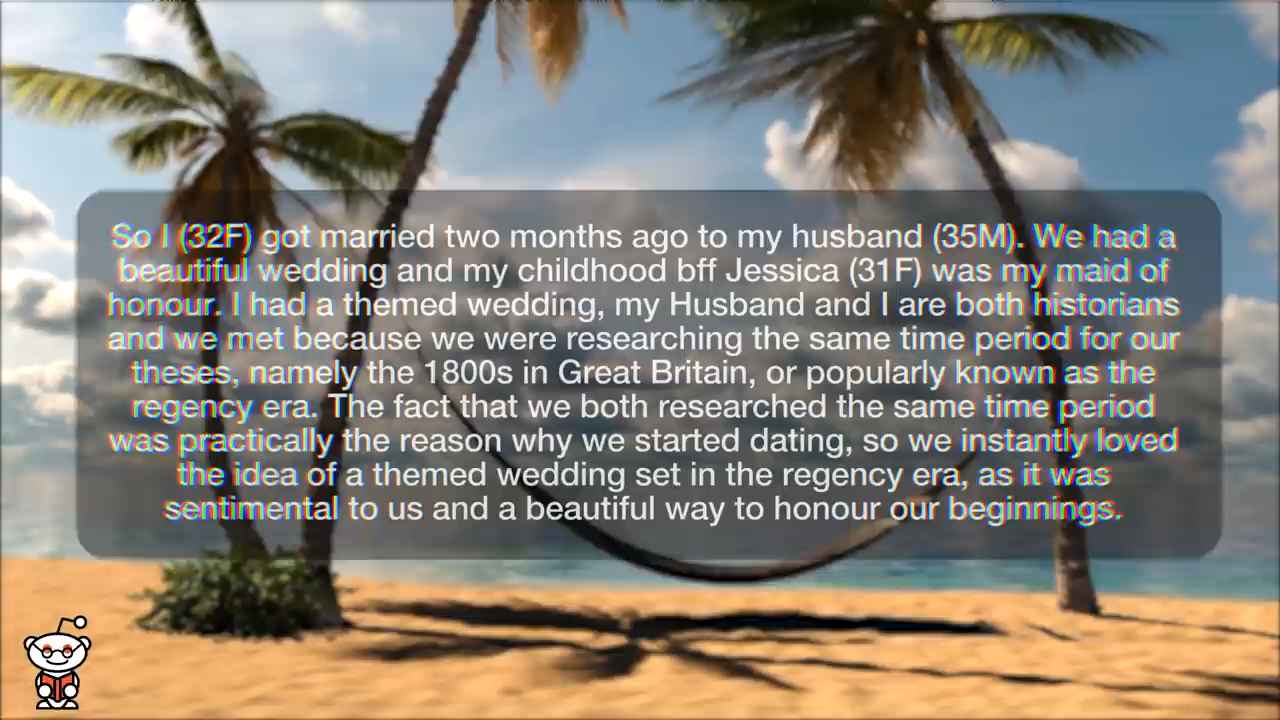 So I (32F) got married two months ago to my husband (35M). We had a
beautiful wedding and my childhood bff Jessica (31F) was my maid of
honour. I had a themed wedding, my Husband and I are both historians
and we met because we were researching the same time period for our
theses, namely the 1800s in Great Britain, or popularly known as the
regency era. The fact that we both researched the same time period
was practically the reason why we started dating, so we instantly loved
the idea of a themed wedding set in the regency era, as it was
sentimental to us and a beautiful way to honour our beginnings.